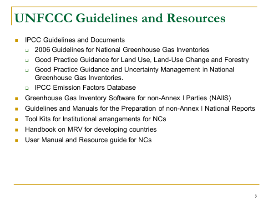 UNFCCC Guidelines and Resources
IPCC Guidelines and Documents
2006 Guidelines for National Greenhouse Gas Inventories
Good Practice Guidance for Land Use, Land-Use Change and Forestry
Good Practice Guidance and Uncertainty Management in National
Greenhouse Gas Inventories.
IPCC Emission Factors Database
Greenhouse Gas Inventory Software for non-Annex I Parties (NAIIS)
Guidelines and Manuals for the Preparation of non-Annex I National Reports
Tool Kits for Institutional arrangements for NCs
Handbook on MRV for developing countries
User Manual and Resource guide for NCs